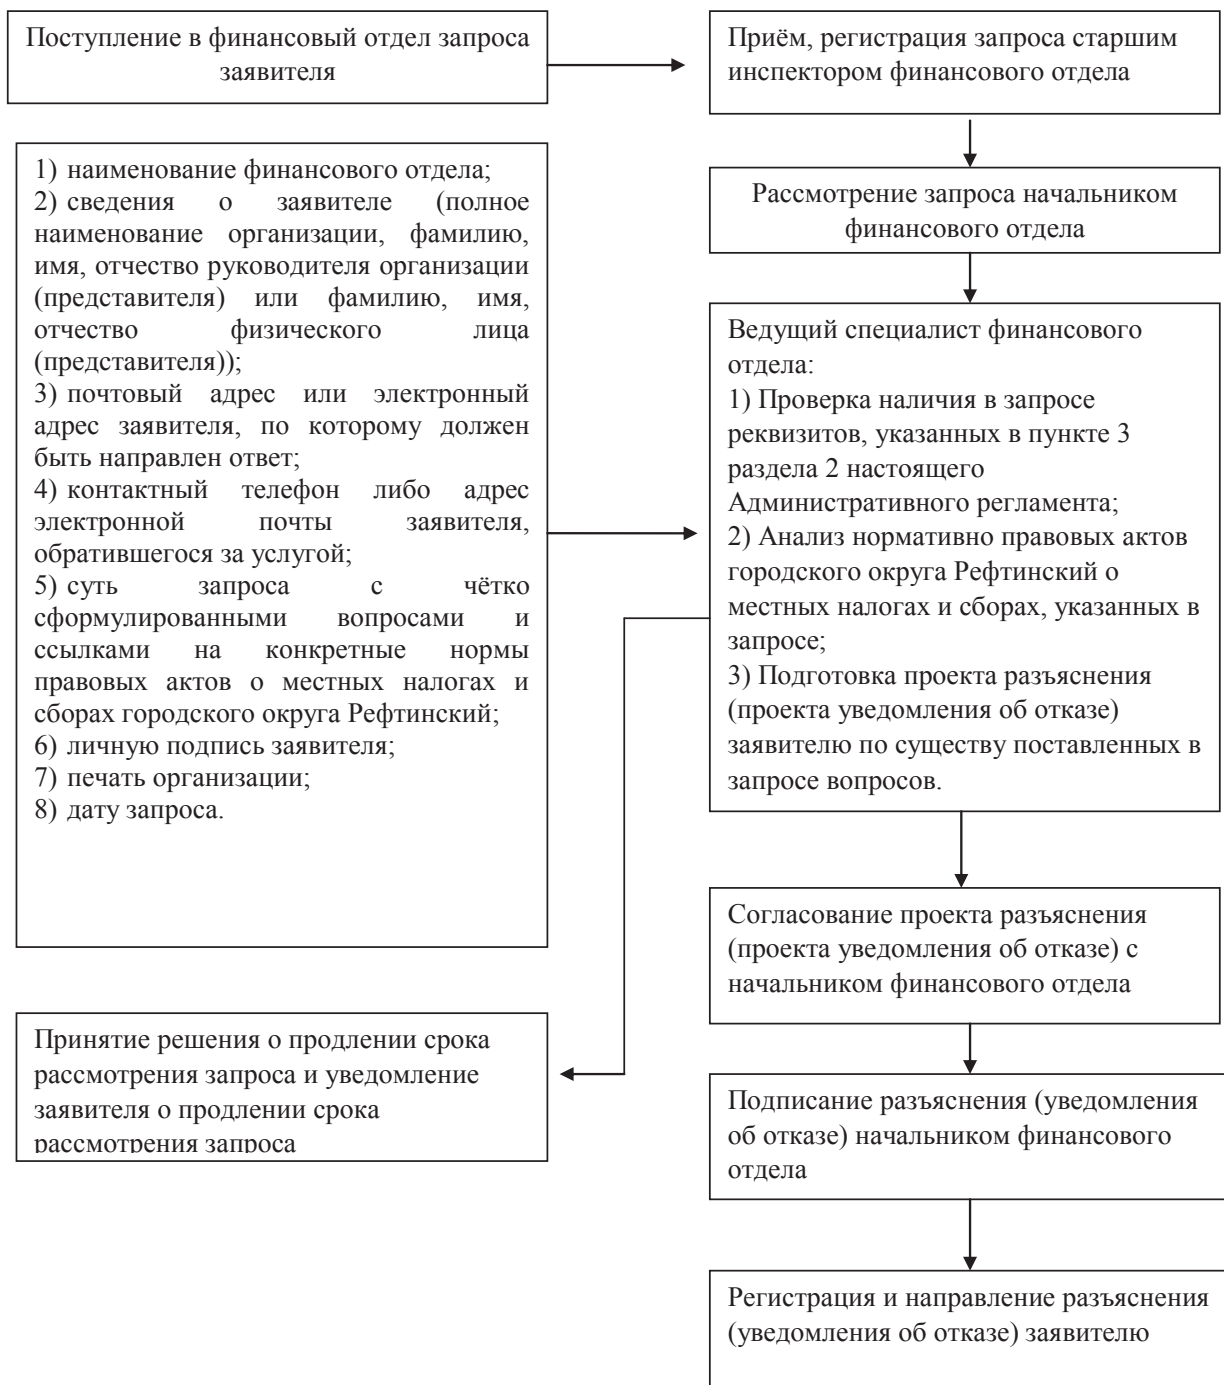 Поступление в финансовый отдел запроса
заявителя
Приём, регистрация запроса старшим
инспектором финансового отдела
Рассмотрение запроса начальником
финансового отдела
1) наименование финансового отдела;
2) сведения о заявителе (полное
наименование организации, фамилию,
имя, отчество руководителя организации
(представителя) или фамилию, имя,
отчество физического лица
(представителя));
3) почтовый адрес или электронный
адрес заявителя, по которому должен
быть направлен ответ;
4) контактный телефон либо адрес
электронной почты заявителя,
обратившегося за услугой;
5) суть запроса с чётко
сформулированными вопросами и
ссылками на конкретные нормы
правовых актов о местных налогах и
сборах городского округа Рефтинский;
6) личную подпись заявителя;
7) печать организации;
8) дату запроса.
Ведущий специалист финансового
отдела:
1) Проверка наличия в запросе
реквизитов, указанных в пункте 3
раздела 2 настоящего
Административного регламента;
2) Анализ нормативно правовых актов
городского округа Рефтинский о
местных налогах и сборах, указанных в
запросе;
3) Подготовка проекта разъяснения
(проекта уведомления об отказе)
заявителю по существу поставленных в
запросе вопросов.
Согласование проекта разъяснения
(проекта уведомления об отказе) с
начальником финансового отдела
Принятие решения о продлении срока
рассмотрения запроса и уведомление
заявителя о продлении срока
рассмотрения запроса
Подписание разъяснения (уведомления
об отказе) начальником финансового
отдела
Регистрация и направление разъяснения
(уведомления об отказе) заявителю